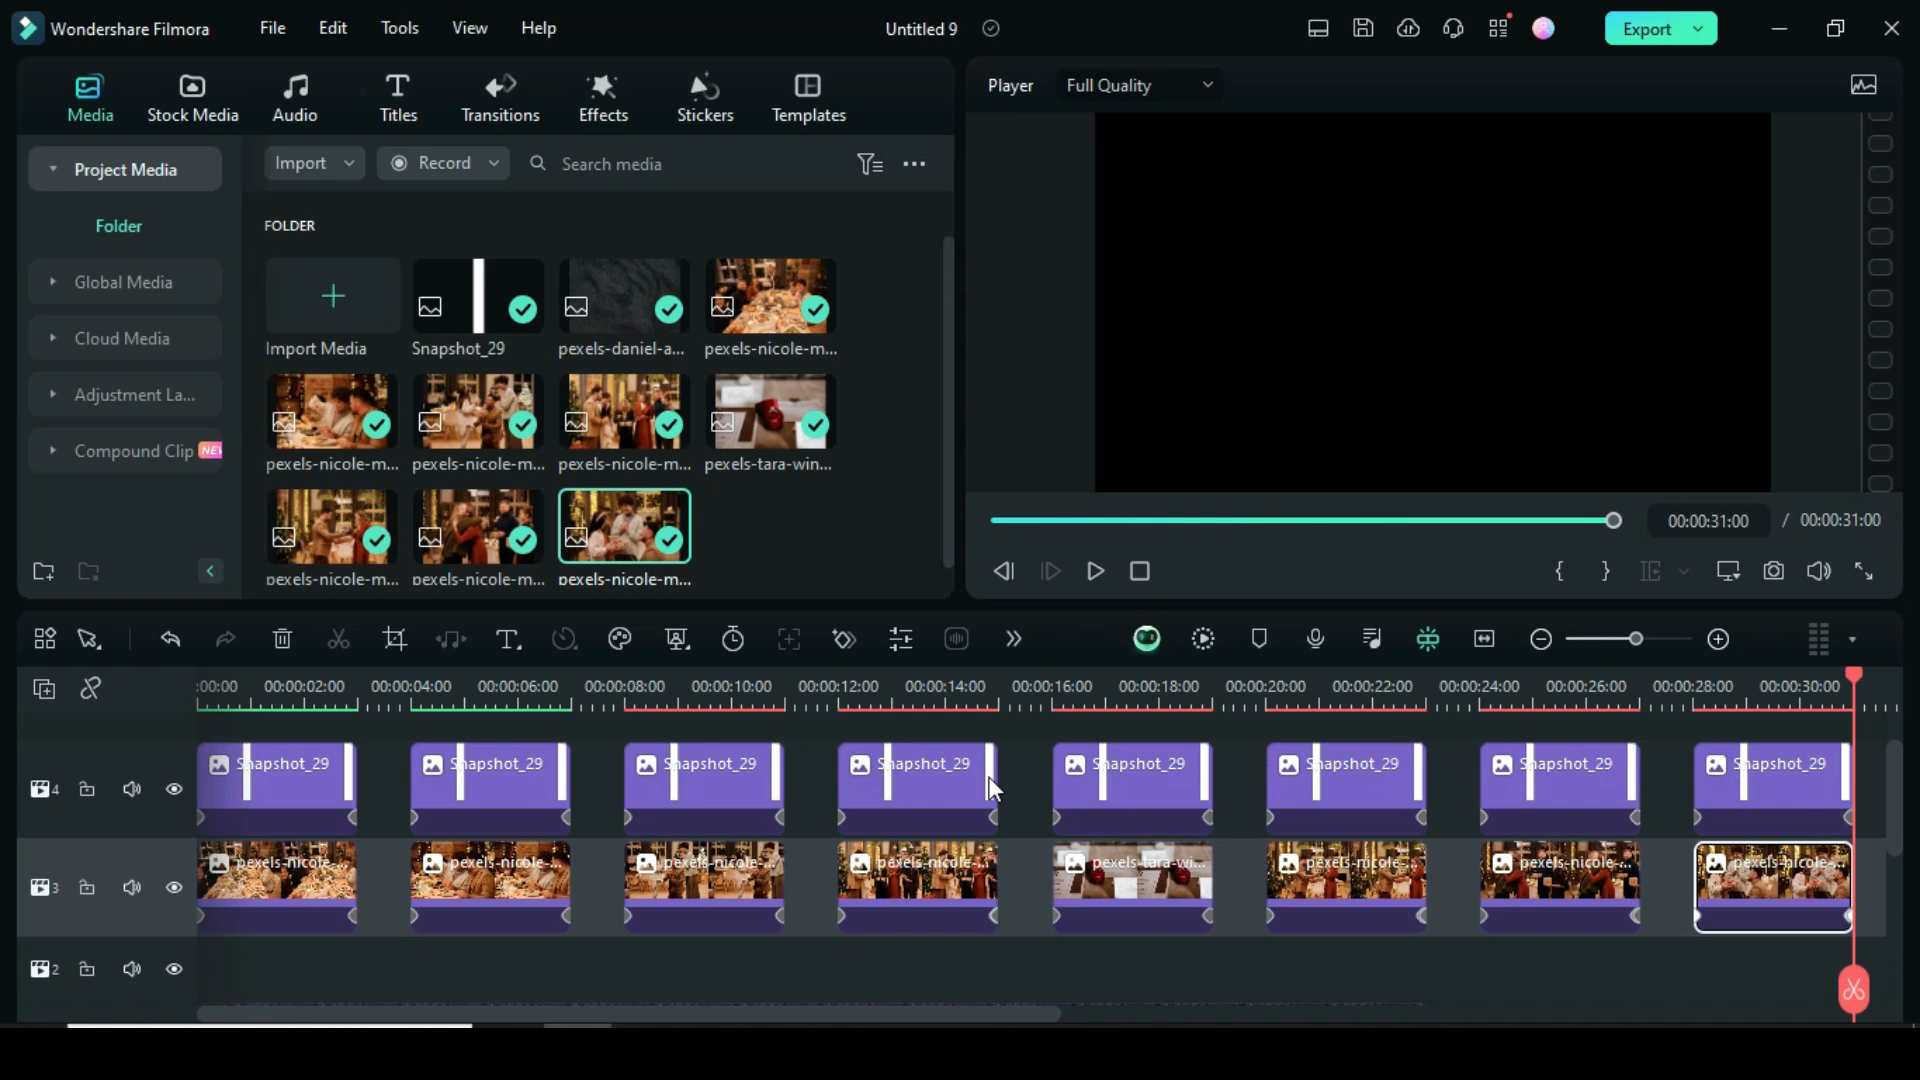 Wondershare Filmora File Edit Tools View Help Untitled 9 Export
Media Stock Media Audio Titles Transitions Effects Stickers Templates
Player Full Quality
Project Media
Import Record Search media
Folder
FOLDER
Global Media
Cloud Media
Adjustment La...
Compound Clip
Import Media Snapshot_29 pexels-daniel-a... pexels-nicole-m...
pexels-nicole-m... pexels-nicole-m... pexels-nicole-m... pexels-tara-win...
pexels-nicole-m... pexels-nicole-m... pexels-nicole-m...
00:00:31:00 / 00:00:31:00
:00:00 00:00:02:00 00:00:04:00 00:00:06:00 00:00:08:00 00:00:10:00 00:00:12:00 00:00:14:00 00:00:16:00 00:00:18:00 00:00:20:00 00:00:22:00 00:00:24:00 00:00:26:00 00:00:28:00 00:00:30:00
4 Snapshot_29 Snapshot_29 Snapshot_29 Snapshot_29 Snapshot_29 Snapshot_29 Snapshot_29 Snapshot_29
3 pexels-nicole-... pexels-nicole-... pexels-nicole-... pexels-nicole-... pexels-tara-wi... pexels-nicole-... pexels-nicole-... pexels-nicole-...
2